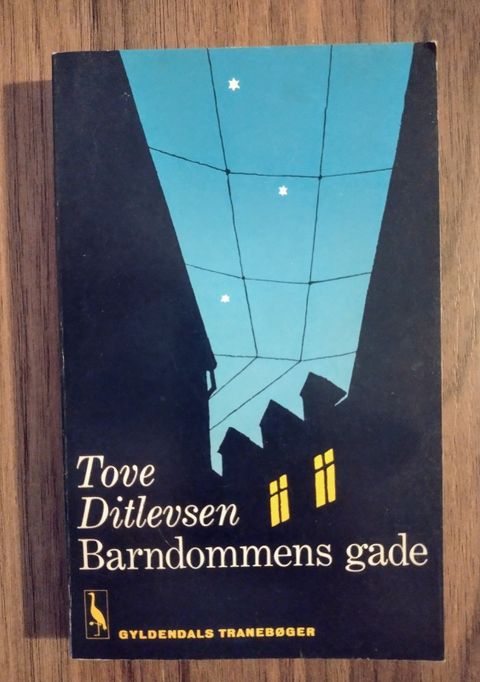 Tove
Ditlevsen
Barndommens gade
GYLDENDALS TRANEBØGER